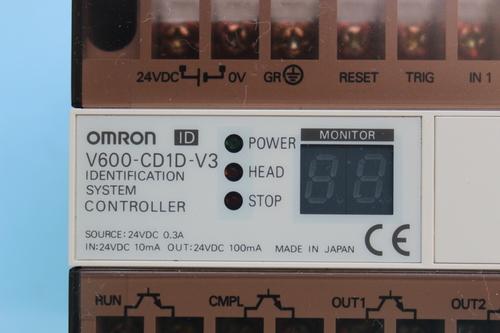 24VDC 0V GR RESET TRIG IN 1
OMRON ID
V600-CD1D-V3
IDENTIFICATION
SYSTEM
CONTROLLER
POWER
HEAD
STOP
MONITOR
SOURCE: 24VDC 0.3A
IN: 24VDC 10mA OUT: 24VDC 100mA MADE IN JAPAN CE
RUN CMPL OUT1 OUT2